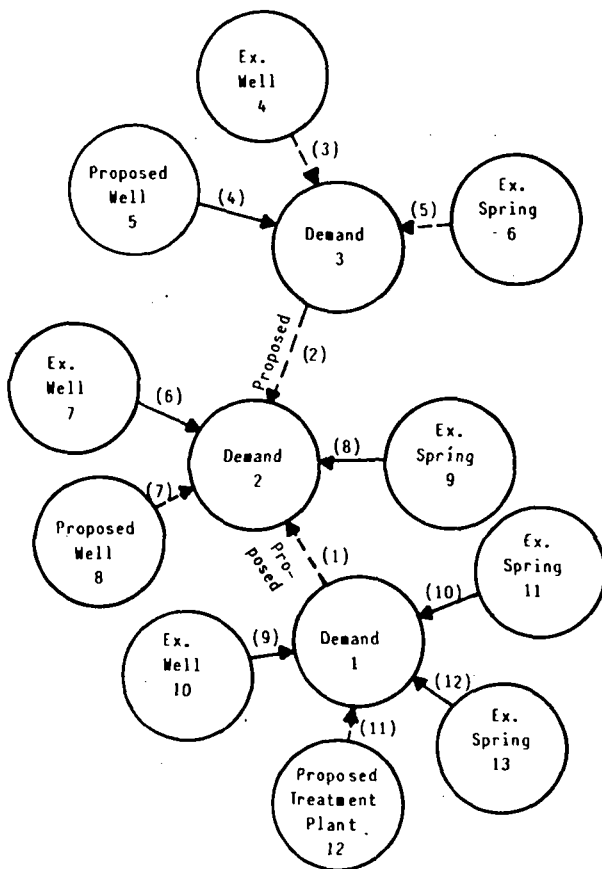 Ex.
Well
4
(3)
Proposed
Well
5
(4)
Ex.
Spring
6
(5)
Demand
3
Proposed
(2)
Ex.
Well
7
(6)
Demand
2
(8)
Ex.
Spring
9
(7)
Proposed
Well
8
Pro-
posed
(1)
Ex.
Spring
11
(10)
Ex.
Well
10
(9)
Demand
1
(12)
Ex.
Spring
13
(11)
Proposed
Treatment
Plant
12